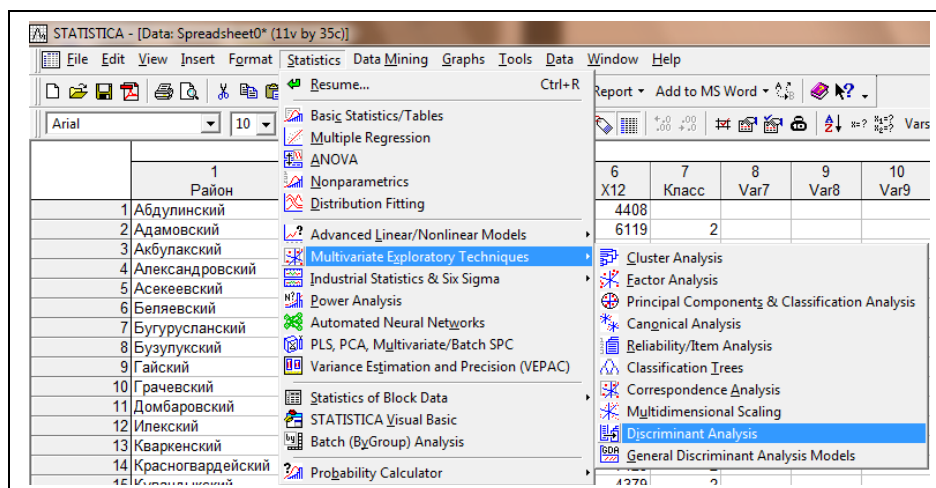 STATISTICA - [Data: Spreadsheet0* (11v by 35c)]
File Edit View Insert Format Statistics Data Mining Graphs Tools Data Window Help
Resume... Ctrl+R
Report Add to MS Word
Arial 10
Basic Statistics/Tables
Vars
Multiple Regression
ANOVA
Nonparametrics
Distribution Fitting
Advanced Linear/Nonlinear Models
Multivariate Exploratory Techniques
Industrial Statistics & Six Sigma
Power Analysis
Automated Neural Networks
PLS, PCA, Multivariate/Batch SPC
Variance Estimation and Precision (VEPAC)
Statistics of Block Data
STATISTICA Visual Basic
Batch (ByGroup) Analysis
Probability Calculator
1 6 7 8 9 10
Район X12 Класс Var7 Var8 Var9
1 Абдулинский 4408
2 Адамовский 6119 2
3 Акбулакский
4 Александровский
5 Асекеевский
6 Беляевский
7 Бугурусланский
8 Бузулукский
9 Гайский
10 Грачевский
11 Домбаровский
12 Илекский
13 Кваркенский
14 Красногвардейский
15 Кувандыкский 4379 2
Cluster Analysis
Factor Analysis
Principal Components & Classification Analysis
Canonical Analysis
Reliability/Item Analysis
Classification Trees
Correspondence Analysis
Multidimensional Scaling
Discriminant Analysis
General Discriminant Analysis Models